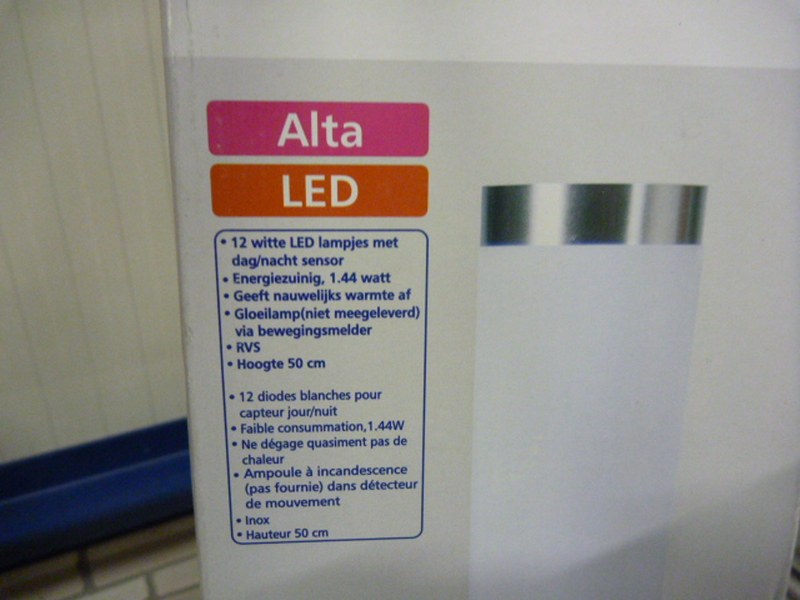 Alta
LED
• 12 witte LED lampjes met
dag/nacht sensor
• Energiezuinig, 1.44 watt
• Geeft nauwelijks warmte af
• Gloeilamp(niet meegeleverd)
via bewegingsmelder
• RVS
• Hoogte 50 cm
• 12 diodes blanches pour
capteur jour/nuit
• Faible consummation,1.44W
• Ne dégage quasiment pas de
chaleur
• Ampoule à incandescence
(pas fournie) dans détecteur
de mouvement
• Inox
• Hauteur 50 cm